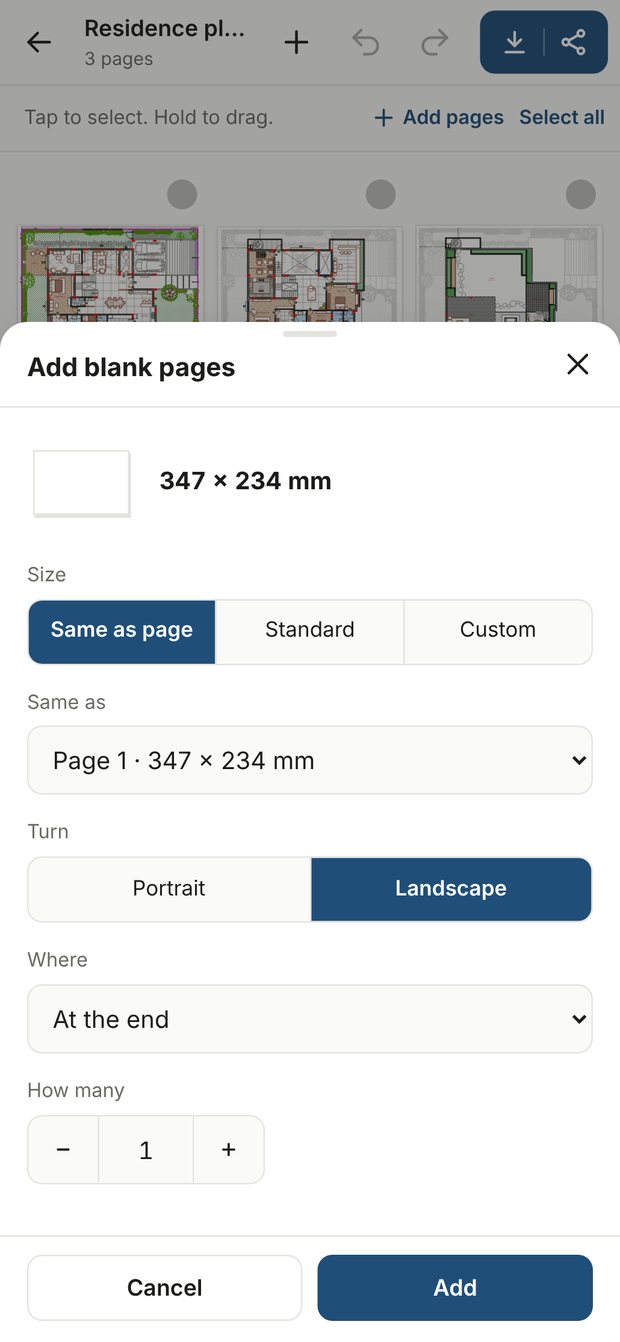 Residence pl...
3 pages
Tap to select. Hold to drag.
+ Add pages
Select all
Add blank pages
347 × 234 mm
Size
Same as page
Standard
Custom
Same as
Page 1 · 347 × 234 mm
Turn
Portrait
Landscape
Where
At the end
How many
− 1 +
Cancel
Add